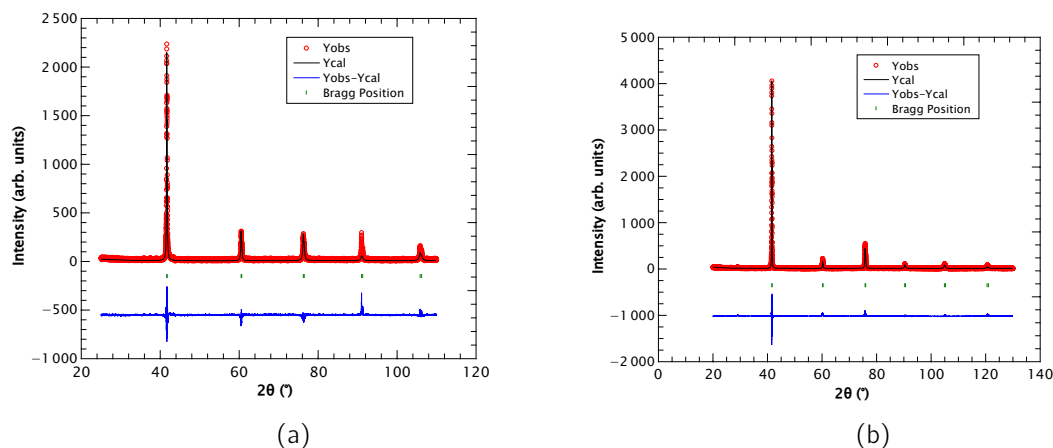 2 500
2 000
1 500
1 000
500
0
−500
−1 000
20
40
60
80
100
120
Intensity (arb. units)
2θ (°)
Yobs
Ycal
Yobs-Ycal
Bragg Position
(a)
5 000
4 000
3 000
2 000
1 000
0
−1 000
−2 000
0
20
40
60
80
100
120
140
Intensity (arb. units)
2θ (°)
Yobs
Ycal
Yobs-Ycal
Bragg Position
(b)